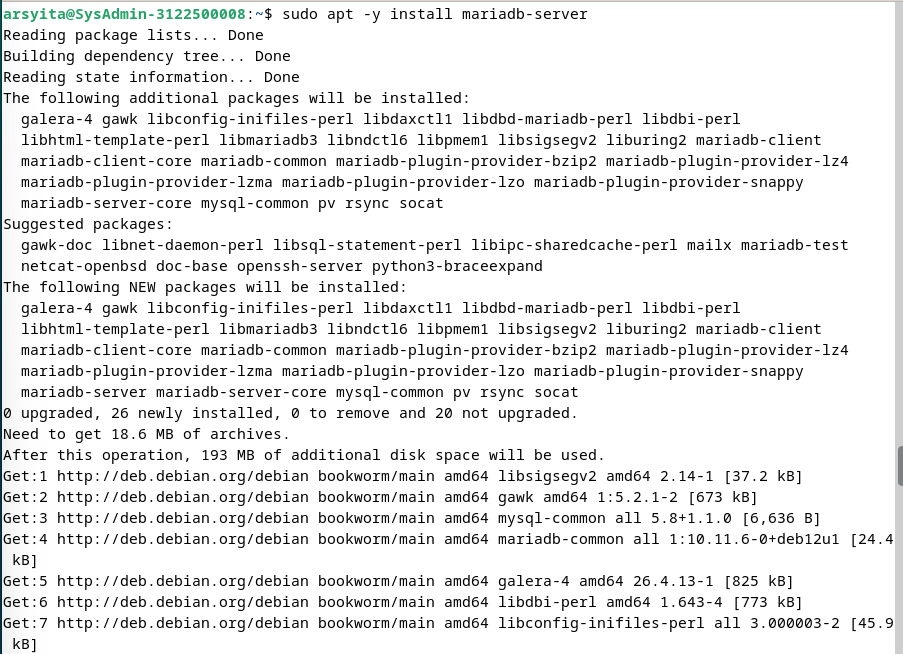 arsyita@SysAdmin-3122500008:~$ sudo apt -y install mariadb-server
Reading package lists... Done
Building dependency tree... Done
Reading state information... Done
The following additional packages will be installed:
  galera-4 gawk libconfig-inifiles-perl libdaxctl1 libdbd-mariadb-perl libdbi-perl
  libhtml-template-perl libmariadb3 libndctl6 libpmem1 libsigsegv2 liburing2 mariadb-client
  mariadb-client-core mariadb-common mariadb-plugin-provider-bzip2 mariadb-plugin-provider-lz4
  mariadb-plugin-provider-lzma mariadb-plugin-provider-lzo mariadb-plugin-provider-snappy
  mariadb-server-core mysql-common pv rsync socat
Suggested packages:
  gawk-doc libnet-daemon-perl libsql-statement-perl libipc-sharedcache-perl mailx mariadb-test
  netcat-openbsd doc-base openssh-server python3-braceexpand
The following NEW packages will be installed:
  galera-4 gawk libconfig-inifiles-perl libdaxctl1 libdbd-mariadb-perl libdbi-perl
  libhtml-template-perl libmariadb3 libndctl6 libpmem1 libsigsegv2 liburing2 mariadb-client
  mariadb-client-core mariadb-common mariadb-plugin-provider-bzip2 mariadb-plugin-provider-lz4
  mariadb-plugin-provider-lzma mariadb-plugin-provider-lzo mariadb-plugin-provider-snappy
  mariadb-server mariadb-server-core mysql-common pv rsync socat
0 upgraded, 26 newly installed, 0 to remove and 20 not upgraded.
Need to get 18.6 MB of archives.
After this operation, 193 MB of additional disk space will be used.
Get:1 http://deb.debian.org/debian bookworm/main amd64 libsigsegv2 amd64 2.14-1 [37.2 kB]
Get:2 http://deb.debian.org/debian bookworm/main amd64 gawk amd64 1:5.2.1-2 [673 kB]
Get:3 http://deb.debian.org/debian bookworm/main amd64 mysql-common all 5.8+1.1.0 [6,636 B]
Get:4 http://deb.debian.org/debian bookworm/main amd64 mariadb-common all 1:10.11.6-0+deb12u1 [24.4
 kB]
Get:5 http://deb.debian.org/debian bookworm/main amd64 galera-4 amd64 26.4.13-1 [825 kB]
Get:6 http://deb.debian.org/debian bookworm/main amd64 libdbi-perl amd64 1.643-4 [773 kB]
Get:7 http://deb.debian.org/debian bookworm/main amd64 libconfig-inifiles-perl all 3.000003-2 [45.9
 kB]